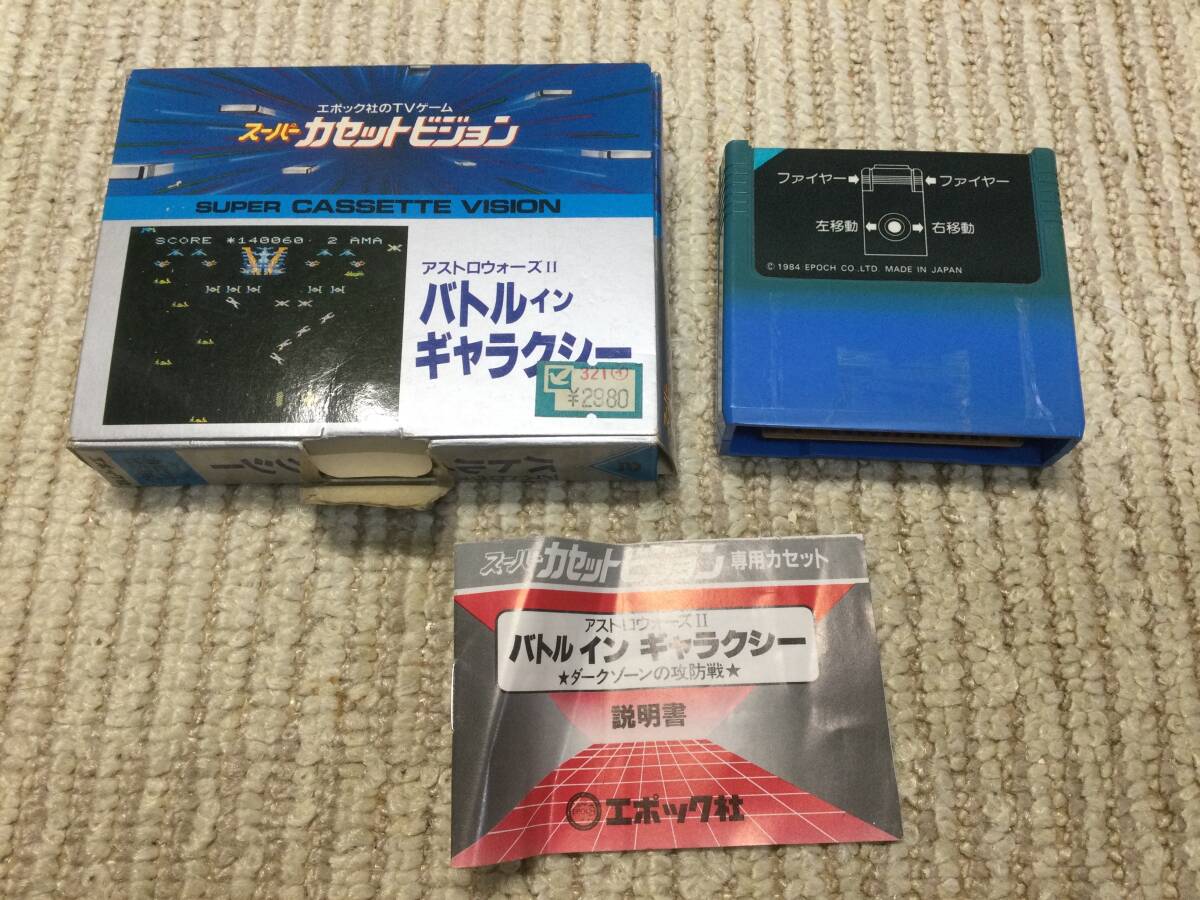 エポック社のTVゲーム
スーパーカセットビジョン
SUPER CASSETTE VISION
SCORE *140060. 2 AMA
アストロウォーズII
バトルイン
ギャラクシー
321
¥2980
ファイヤー ファイヤー
左移動 右移動
© 1984 EPOCH CO.,LTD MADE IN JAPAN
スーパーカセットビジョン 専用カセット
アストロウォーズII
バトル イン ギャラクシー
★ダークゾーンの攻防戦★
説明書
エポック社